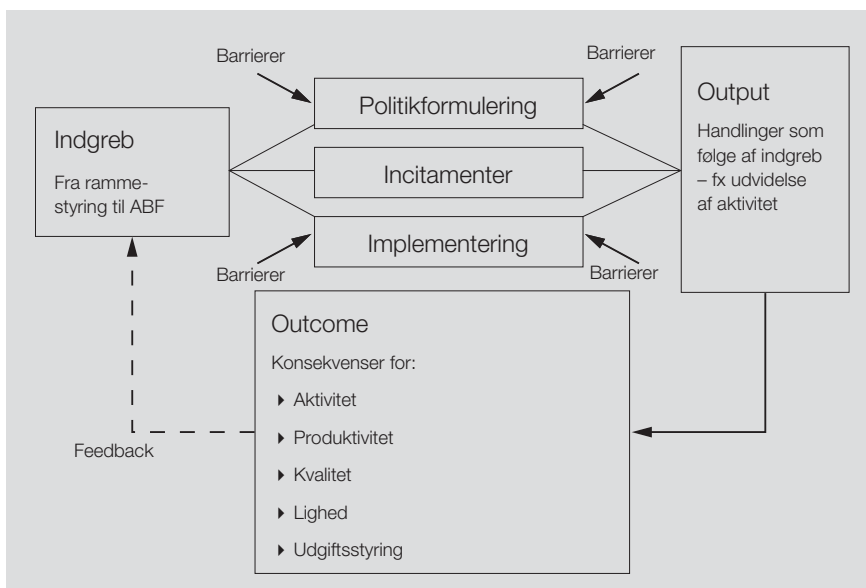 Barrierer
Barrierer
Politikformulering
Output
Handlinger som
følge af indgreb
– fx udvidelse
af aktivitet
Indgreb
Fra ramme-
styring til ABF
Incitamenter
Implementering
Barrierer
Barrierer
Outcome
Konsekvenser for:
Aktivitet
Produktivitet
Kvalitet
Lighed
Udgiftsstyring
Feedback